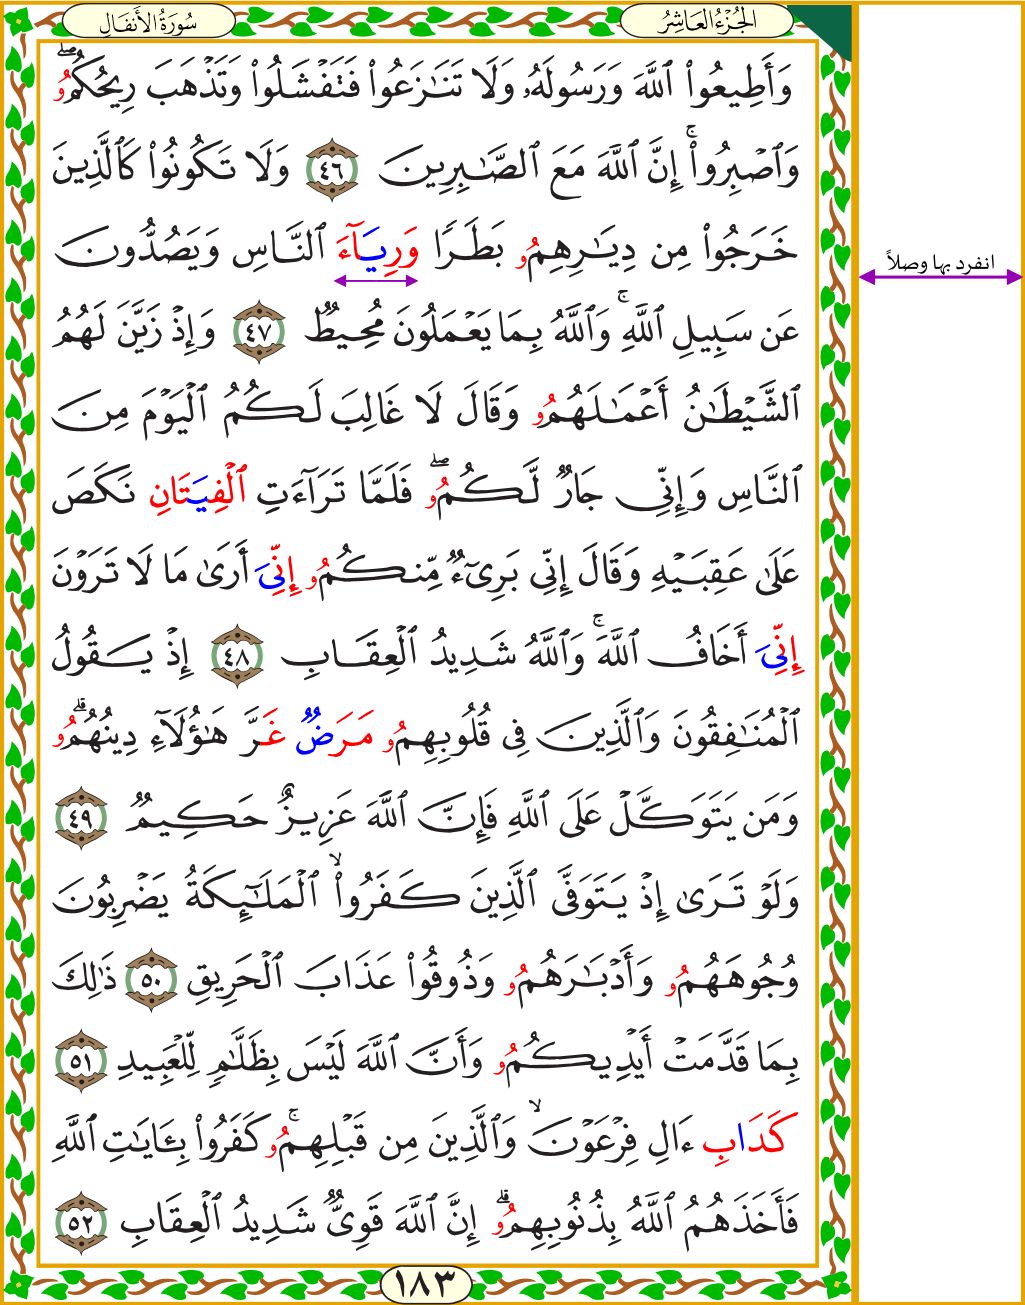 الجُزْءُ العَاشِرُ
سُورَةُ الأَنفَالِ
وَأَطِيعُواْ ٱللَّهَ وَرَسُولَهُۥ وَلَا تَنَٰزَعُواْ فَتَفْشَلُواْ وَتَذْهَبَ رِيحُكُمُۥۖ
وَٱصْبِرُوٓاْۚ إِنَّ ٱللَّهَ مَعَ ٱلصَّٰبِرِينَ ٤٦ وَلَا تَكُونُواْ كَٱلَّذِينَ
خَرَجُواْ مِن دِيَٰرِهِمُۥ بَطَرًا وَرِيَآءَ ٱلنَّاسِ وَيَصُدُّونَ
انفرد بها وصلاً
عَن سَبِيلِ ٱللَّهِۚ وَٱللَّهُ بِمَا يَعْمَلُونَ مُحِيطٌ ٤٧ وَإِذْ زَيَّنَ لَهُمُ
ٱلشَّيْطَٰنُ أَعْمَٰلَهُمُۥ وَقَالَ لَا غَالِبَ لَكُمُ ٱلْيَوْمَ مِنَ
ٱلنَّاسِ وَإِنِّي جَارٌ لَّكُمُۥۖ فَلَمَّا تَرَآءَتِ ٱلْفِيَتَانِ نَكَصَ
عَلَىٰ عَقِبَيْهِ وَقَالَ إِنِّي بَرِيٓءٌ مِّنكُمُۥ إِنِّيَ أَرَىٰ مَا لَا تَرَوْنَ
إِنِّيَ أَخَافُ ٱللَّهَۚ وَٱللَّهُ شَدِيدُ ٱلْعِقَابِ ٤٨ إِذْ يَقُولُ
ٱلْمُنَٰفِقُونَ وَٱلَّذِينَ فِي قُلُوبِهِمُۥ مَرَضٌ غَرَّ هَٰٓؤُلَآءِ دِينُهُمُۥۗ
وَمَن يَتَوَكَّلْ عَلَى ٱللَّهِ فَإِنَّ ٱللَّهَ عَزِيزٌ حَكِيمٌ ٤٩
وَلَوْ تَرَىٰ إِذْ يَتَوَفَّى ٱلَّذِينَ كَفَرُواْۙ ٱلْمَلَٰٓئِكَةُ يَضْرِبُونَ
وُجُوهَهُمُۥ وَأَدْبَٰرَهُمُۥ وَذُوقُواْ عَذَابَ ٱلْحَرِيقِ ٥٠ ذَٰلِكَ
بِمَا قَدَّمَتْ أَيْدِيكُمُۥ وَأَنَّ ٱللَّهَ لَيْسَ بِظَلَّٰمٍ لِّلْعَبِيدِ ٥١
كَدَابِ ءَالِ فِرْعَوْنَۙ وَٱلَّذِينَ مِن قَبْلِهِمُۥۚ كَفَرُواْ بِـَٔايَٰتِ ٱللَّهِ
فَأَخَذَهُمُ ٱللَّهُ بِذُنُوبِهِمُۥۗ إِنَّ ٱللَّهَ قَوِيٌّ شَدِيدُ ٱلْعِقَابِ ٥٢
١٨٣